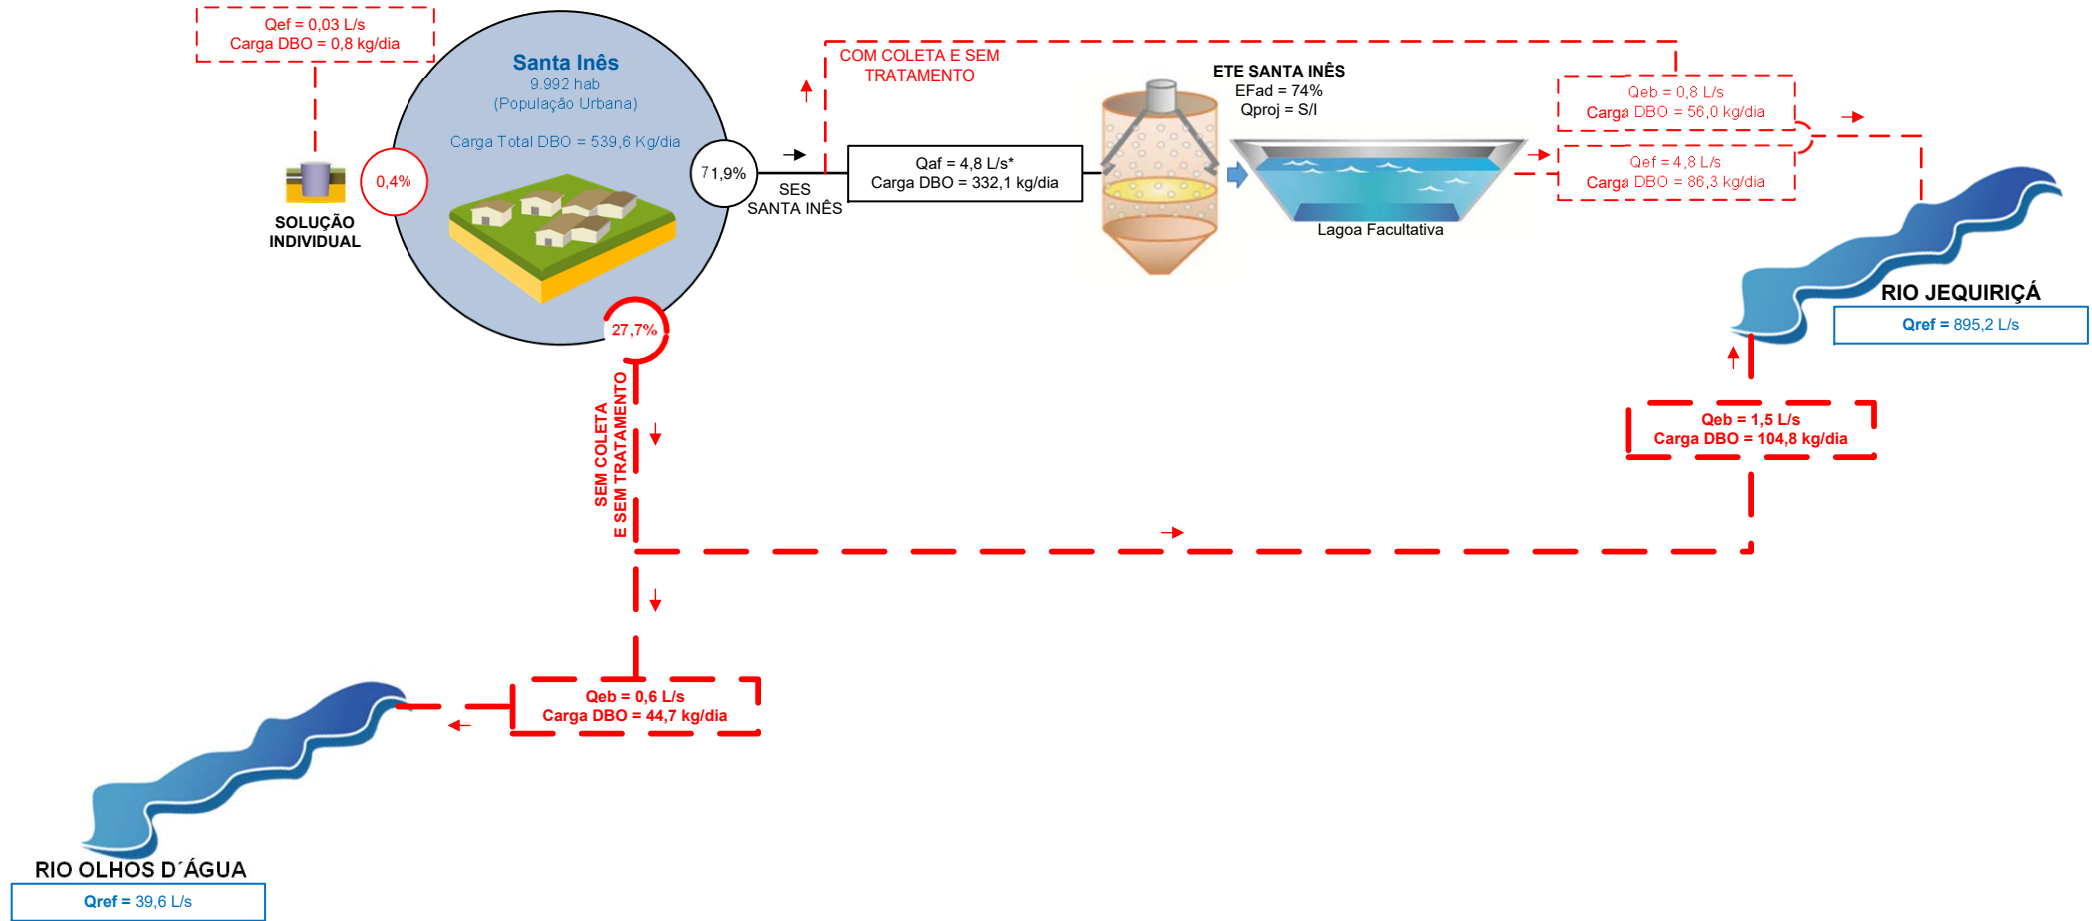 Qef = 0,03 L/s
Carga DBO = 0,8 kg/dia
Santa Inês
9.992 hab
(População Urbana)
Carga Total DBO = 539,6 Kg/dia
0,4%
71,9%
27,7%
SOLUÇÃO
INDIVIDUAL
SES
SANTA INÊS
COM COLETA E SEM
TRATAMENTO
Qaf = 4,8 L/s*
Carga DBO = 332,1 kg/dia
ETE SANTA INÊS
EFad = 74%
Qproj = S/I
Lagoa Facultativa
Qeb = 0,8 L/s
Carga DBO = 56,0 kg/dia
Qef = 4,8 L/s
Carga DBO = 86,3 kg/dia
RIO JEQUIRIÇÁ
Qref = 895,2 L/s
SEM COLETA
E SEM TRATAMENTO
Qeb = 1,5 L/s
Carga DBO = 104,8 kg/dia
Qeb = 0,6 L/s
Carga DBO = 44,7 kg/dia
RIO OLHOS D´ÁGUA
Qref = 39,6 L/s